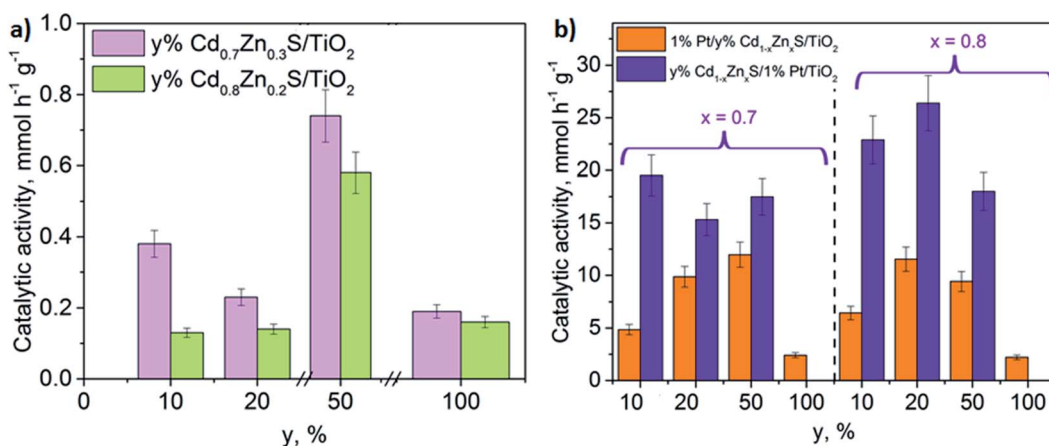 a)
y% Cd0.7Zn0.3S/TiO2
y% Cd0.8Zn0.2S/TiO2
Catalytic activity, mmol h-1 g-1
1.0
0.8
0.6
0.4
0.2
0.0
0 10 20 50 100
y, %
b)
1% Pt/y% Cd1-xZnxS/TiO2
y% Cd1-xZnxS/1% Pt/TiO2
x = 0.7
x = 0.8
Catalytic activity, mmol h-1 g-1
30
25
20
15
10
5
0
10 20 50 100 10 20 50 100
y, %